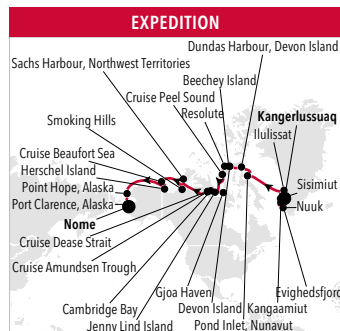 EXPEDITION
Dundas Harbour, Devon Island
Sachs Harbour, Northwest Territories
Beechey Island
Cruise Peel Sound
Resolute
Kangerlussuaq
Ilulissat
Smoking Hills
Cruise Beaufort Sea
Herschel Island
Point Hope, Alaska
Port Clarence, Alaska
Nome
Sisimiut
Nuuk
Cruise Dease Strait
Cruise Amundsen Trough
Gjoa Haven
Devon Island
Kangaamiut
Evighedsfjord
Cambridge Bay
Jenny Lind Island
Pond Inlet, Nunavut